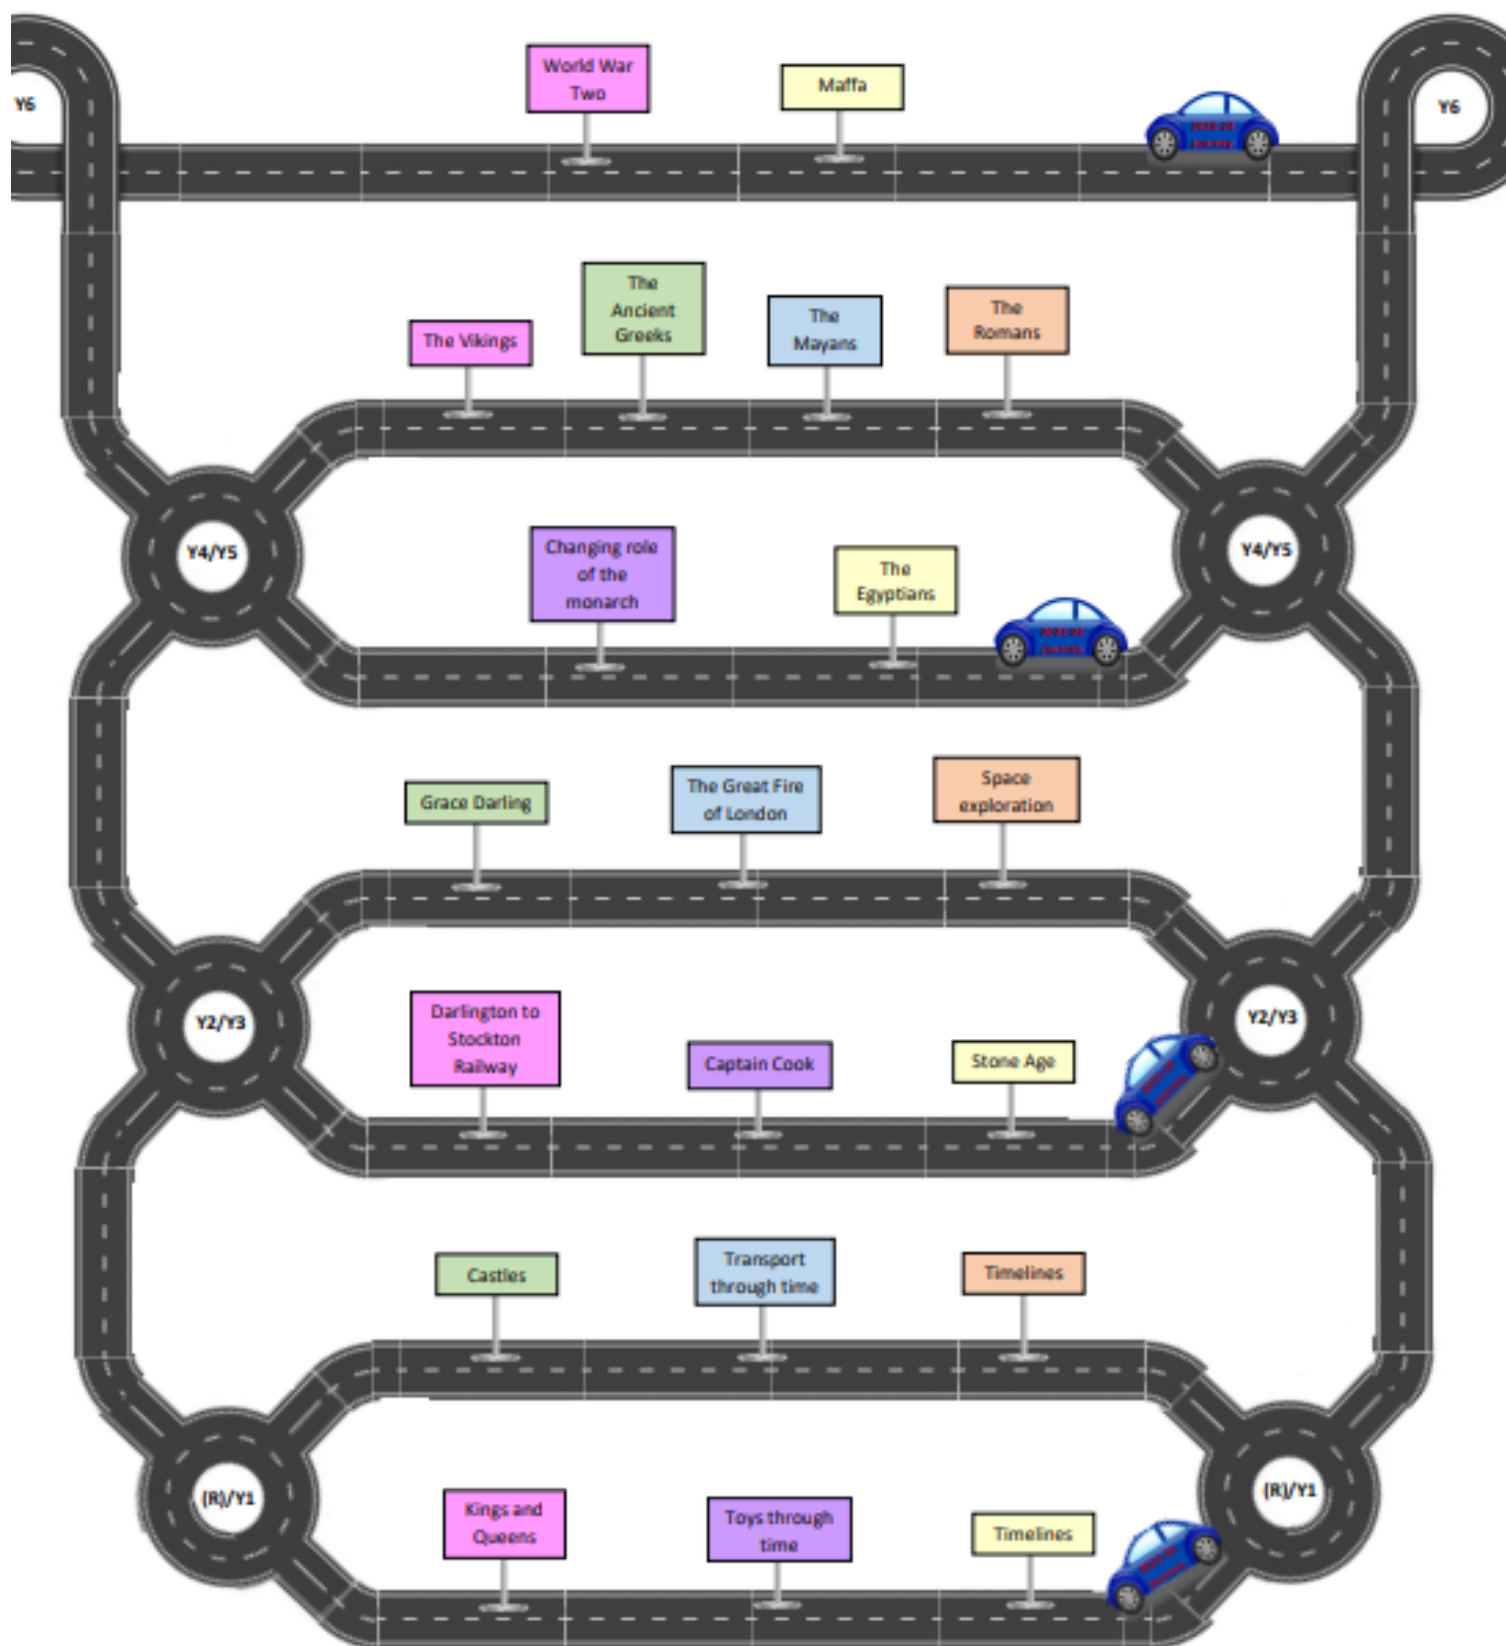 World War
Two
Maffa
Y6
Y6
The Vikings
The
Ancient
Greeks
The
Mayans
The
Romans
Y4/Y5
Y4/Y5
Changing role
of the
monarch
The
Egyptians
Grace Darling
The Great Fire
of London
Space
exploration
Y2/Y3
Y2/Y3
Darlington to
Stockton
Railway
Captain Cook
Stone Age
Castles
Transport
through time
Timelines
(R)/Y1
(R)/Y1
Kings and
Queens
Toys through
time
Timelines